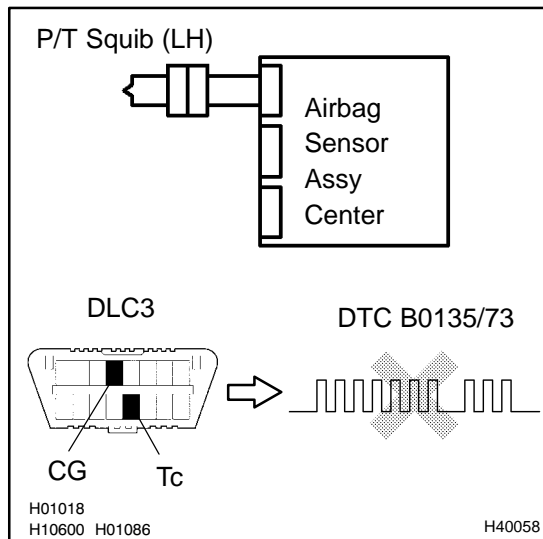 P/T Squib (LH)
Airbag
Sensor
Assy
Center
DLC3
DTC B0135/73
CG
Tc
H01018
H10600 H01086
H40058